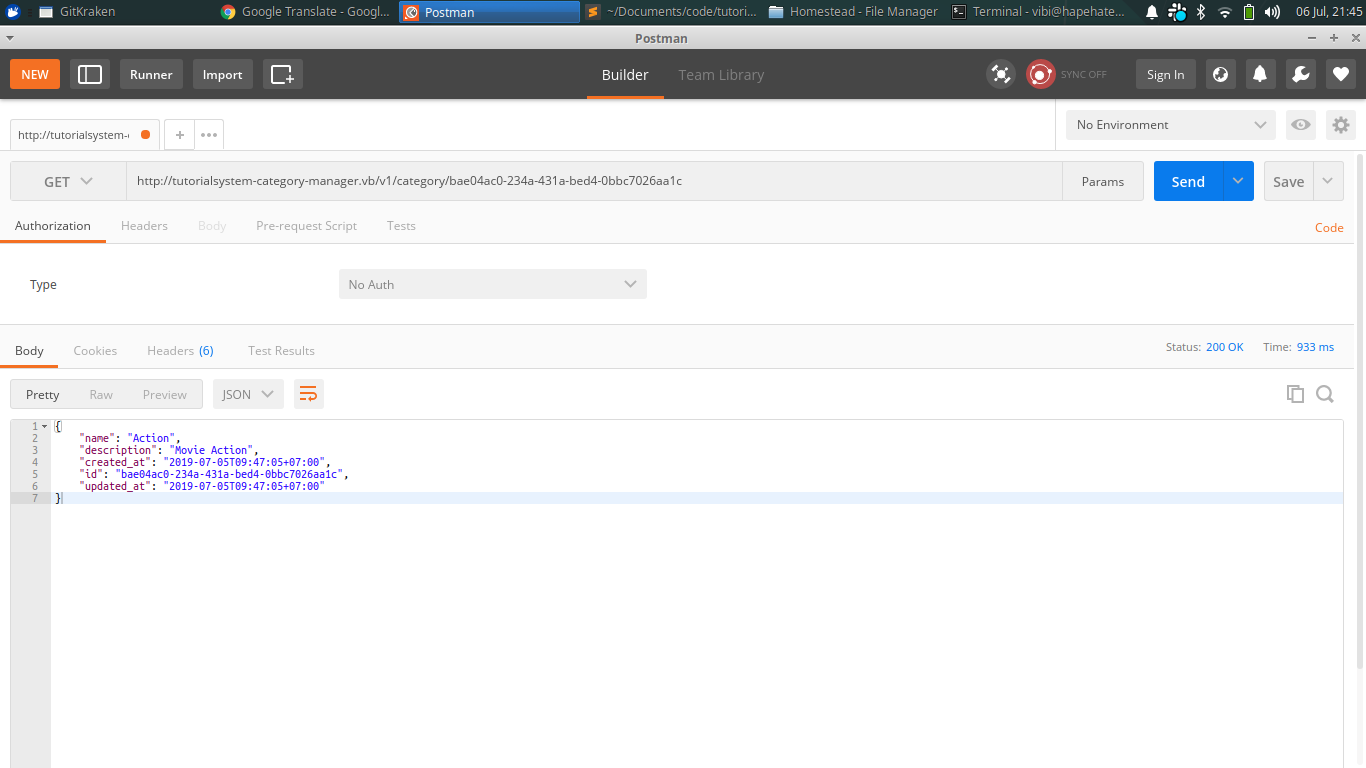 GitKraken Google Translate - Googl... Postman ~/Documents/code/tutori... Homestead - File Manager Terminal - vibi@hapehate... 06 Jul, 21:45
Postman
NEW Runner Import Builder Team Library SYNC OFF Sign In
http://tutorialsystem- + ••• No Environment
GET http://tutorialsystem-category-manager.vb/v1/category/bae04ac0-234a-431a-bed4-0bbc7026aa1c Params Send Save
Authorization Headers Body Pre-request Script Tests Code
Type No Auth
Body Cookies Headers (6) Test Results Status: 200 OK Time: 933 ms
Pretty Raw Preview JSON
1 {
2 "name": "Action",
3 "description": "Movie Action",
4 "created_at": "2019-07-05T09:47:05+07:00",
5 "id": "bae04ac0-234a-431a-bed4-0bbc7026aa1c",
6 "updated_at": "2019-07-05T09:47:05+07:00"
7 }